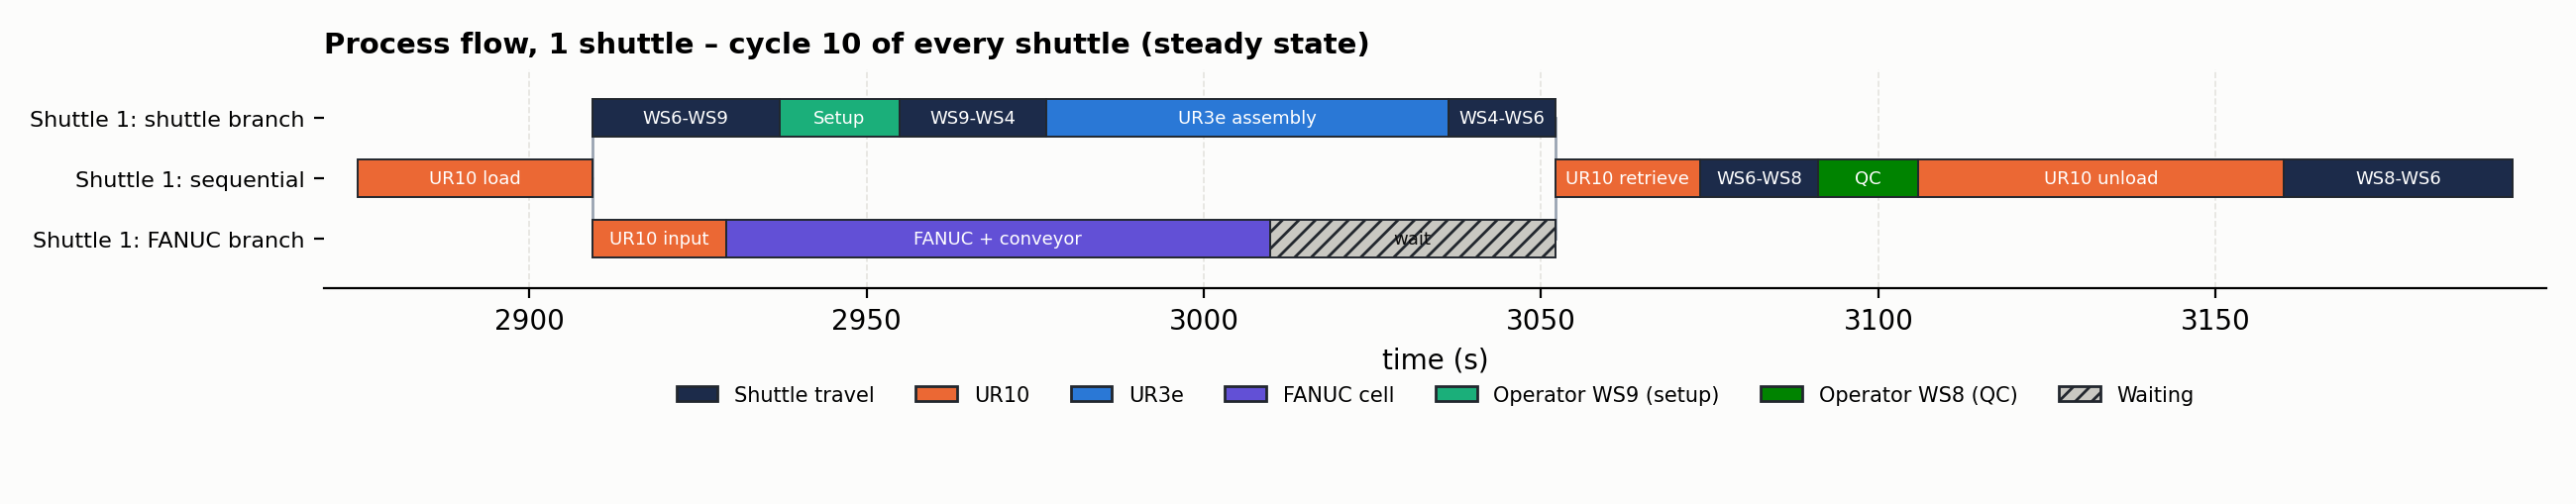 Process flow, 1 shuttle – cycle 10 of every shuttle (steady state)
Shuttle 1: shuttle branch
WS6-WS9
Setup
WS9-WS4
UR3e assembly
WS4-WS6
Shuttle 1: sequential
UR10 load
UR10 retrieve
WS6-WS8
QC
UR10 unload
WS8-WS6
Shuttle 1: FANUC branch
UR10 input
FANUC + conveyor
wait
2900
2950
3000
3050
3100
3150
time (s)
Shuttle travel
UR10
UR3e
FANUC cell
Operator WS9 (setup)
Operator WS8 (QC)
Waiting